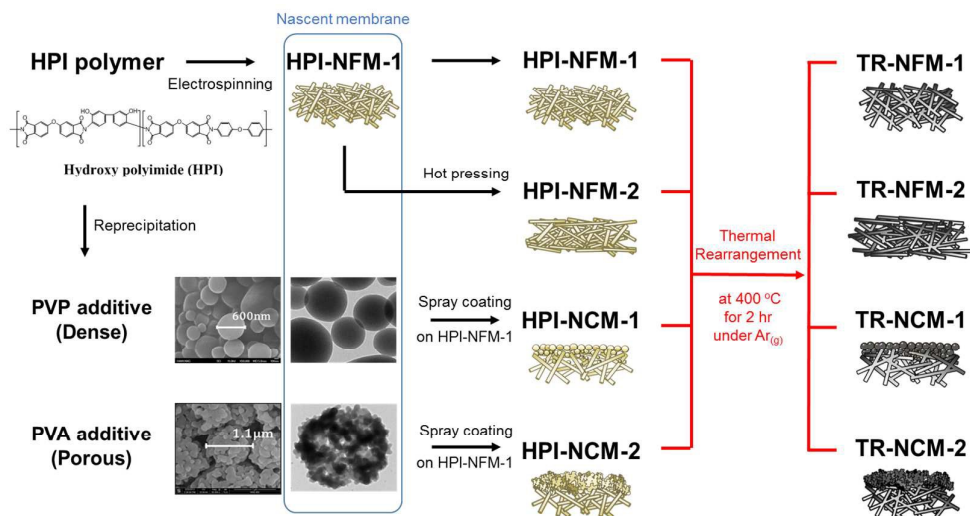 Nascent membrane
HPI polymer
Electrospinning
HPI-NFM-1
HPI-NFM-1
TR-NFM-1
HO
OH
Hydroxy polyimide (HPI)
Hot pressing
HPI-NFM-2
TR-NFM-2
Reprecipitation
Thermal
Rearrangement
at 400 °C
for 2 hr
under Ar(g)
PVP additive
(Dense)
600nm
Spray coating
on HPI-NFM-1
HPI-NCM-1
TR-NCM-1
PVA additive
(Porous)
1.1μm
Spray coating
on HPI-NFM-1
HPI-NCM-2
TR-NCM-2